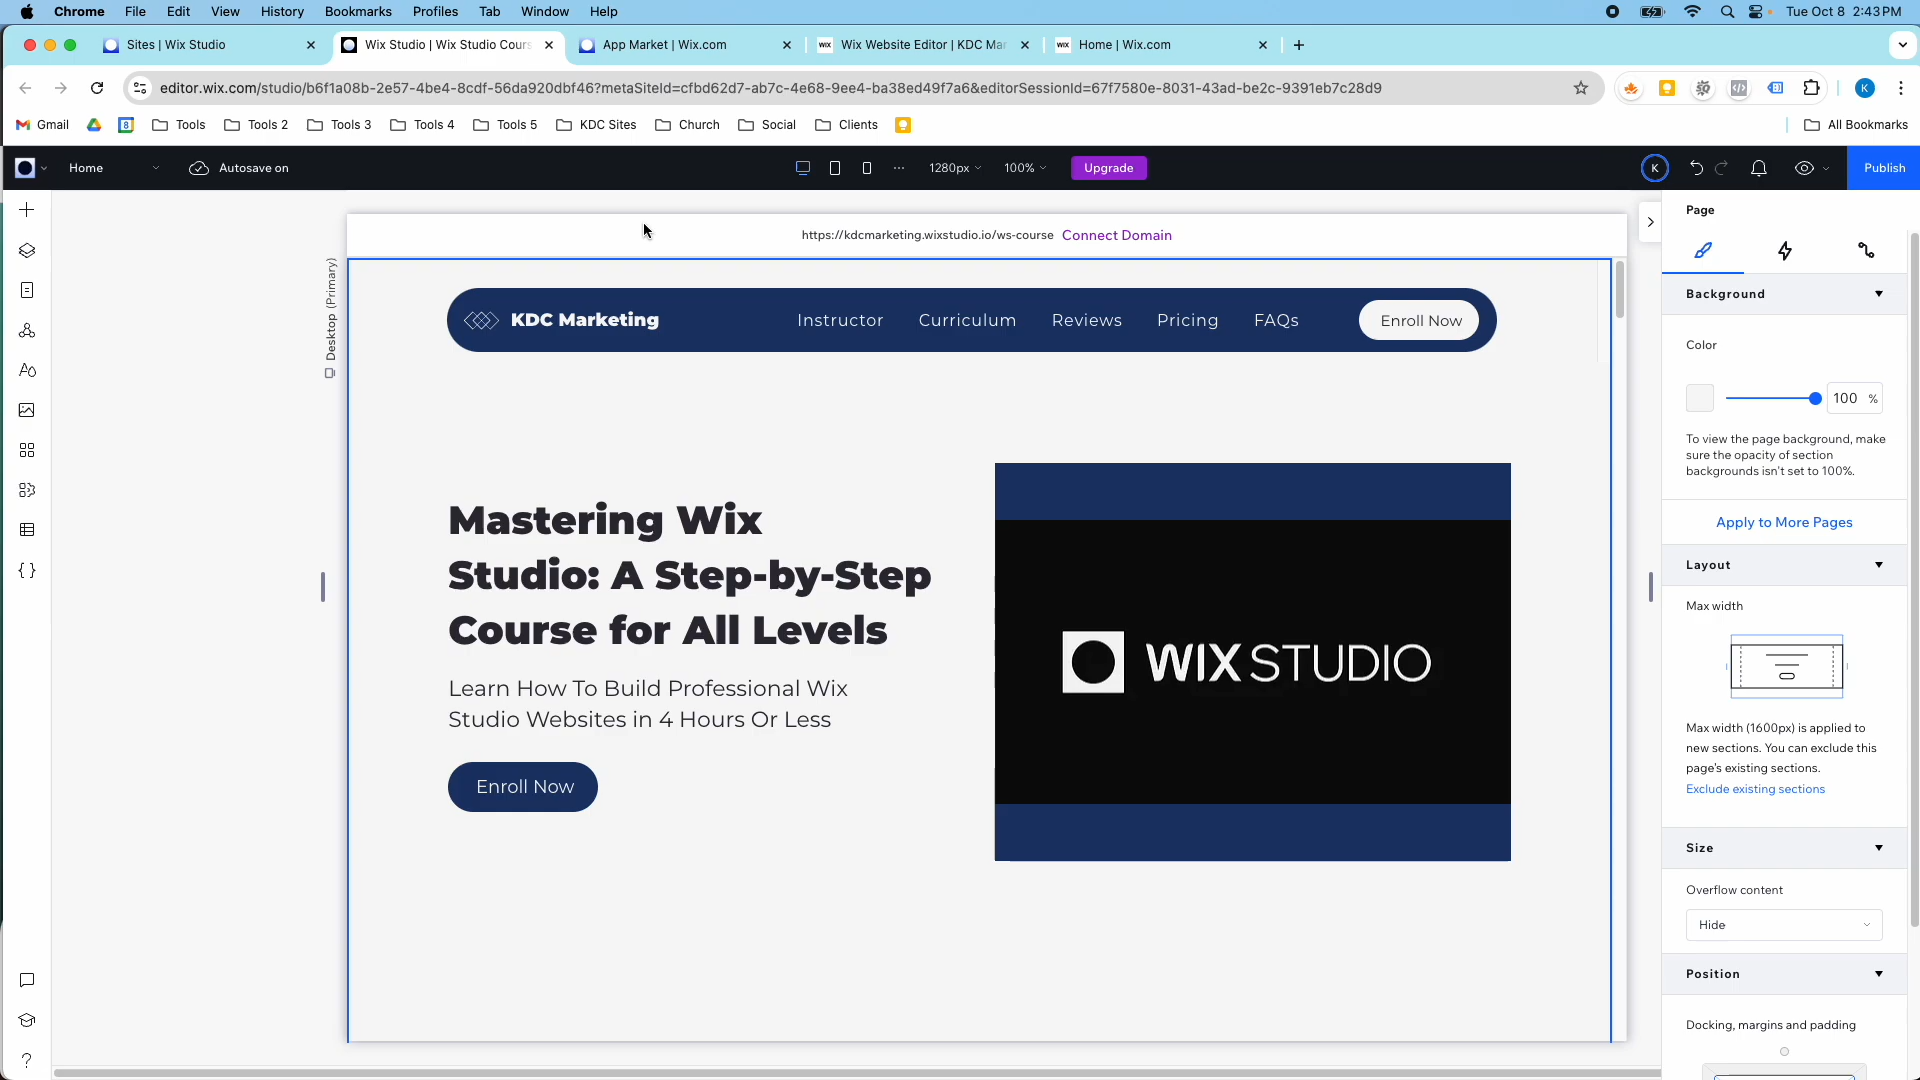 Chrome File Edit View History Bookmarks Profiles Tab Window Help Tue Oct 8 2:43 PM
Sites | Wix Studio
Wix Studio | Wix Studio Cours
App Market | Wix.com
WIX Wix Website Editor | KDC Mar
WIX Home | Wix.com
editor.wix.com/studio/b6f1a08b-2e57-4be4-8cdf-56da920dbf46?metaSiteId=cfbd62d7-ab7c-4e68-9ee4-ba38ed49f7a6&editorSessionId=67f7580e-8031-43ad-be2c-9391eb7c28d9
K
Gmail Tools Tools 2 Tools 3 Tools 4 Tools 5 KDC Sites Church Social Clients All Bookmarks
Home Autosave on 1280px 100% Upgrade K Publish
https://kdcmarketing.wixstudio.io/ws-course Connect Domain
Desktop (Primary)
KDC Marketing Instructor Curriculum Reviews Pricing FAQs Enroll Now
Mastering Wix
Studio: A Step-by-Step
Course for All Levels
Learn How To Build Professional Wix
Studio Websites in 4 Hours Or Less
Enroll Now
WIX STUDIO
Page
Background
Color
100 %
To view the page background, make
sure the opacity of section
backgrounds isn't set to 100%.
Apply to More Pages
Layout
Max width
Max width (1600px) is applied to
new sections. You can exclude this
page's existing sections.
Exclude existing sections
Size
Overflow content
Hide
Position
Docking, margins and padding